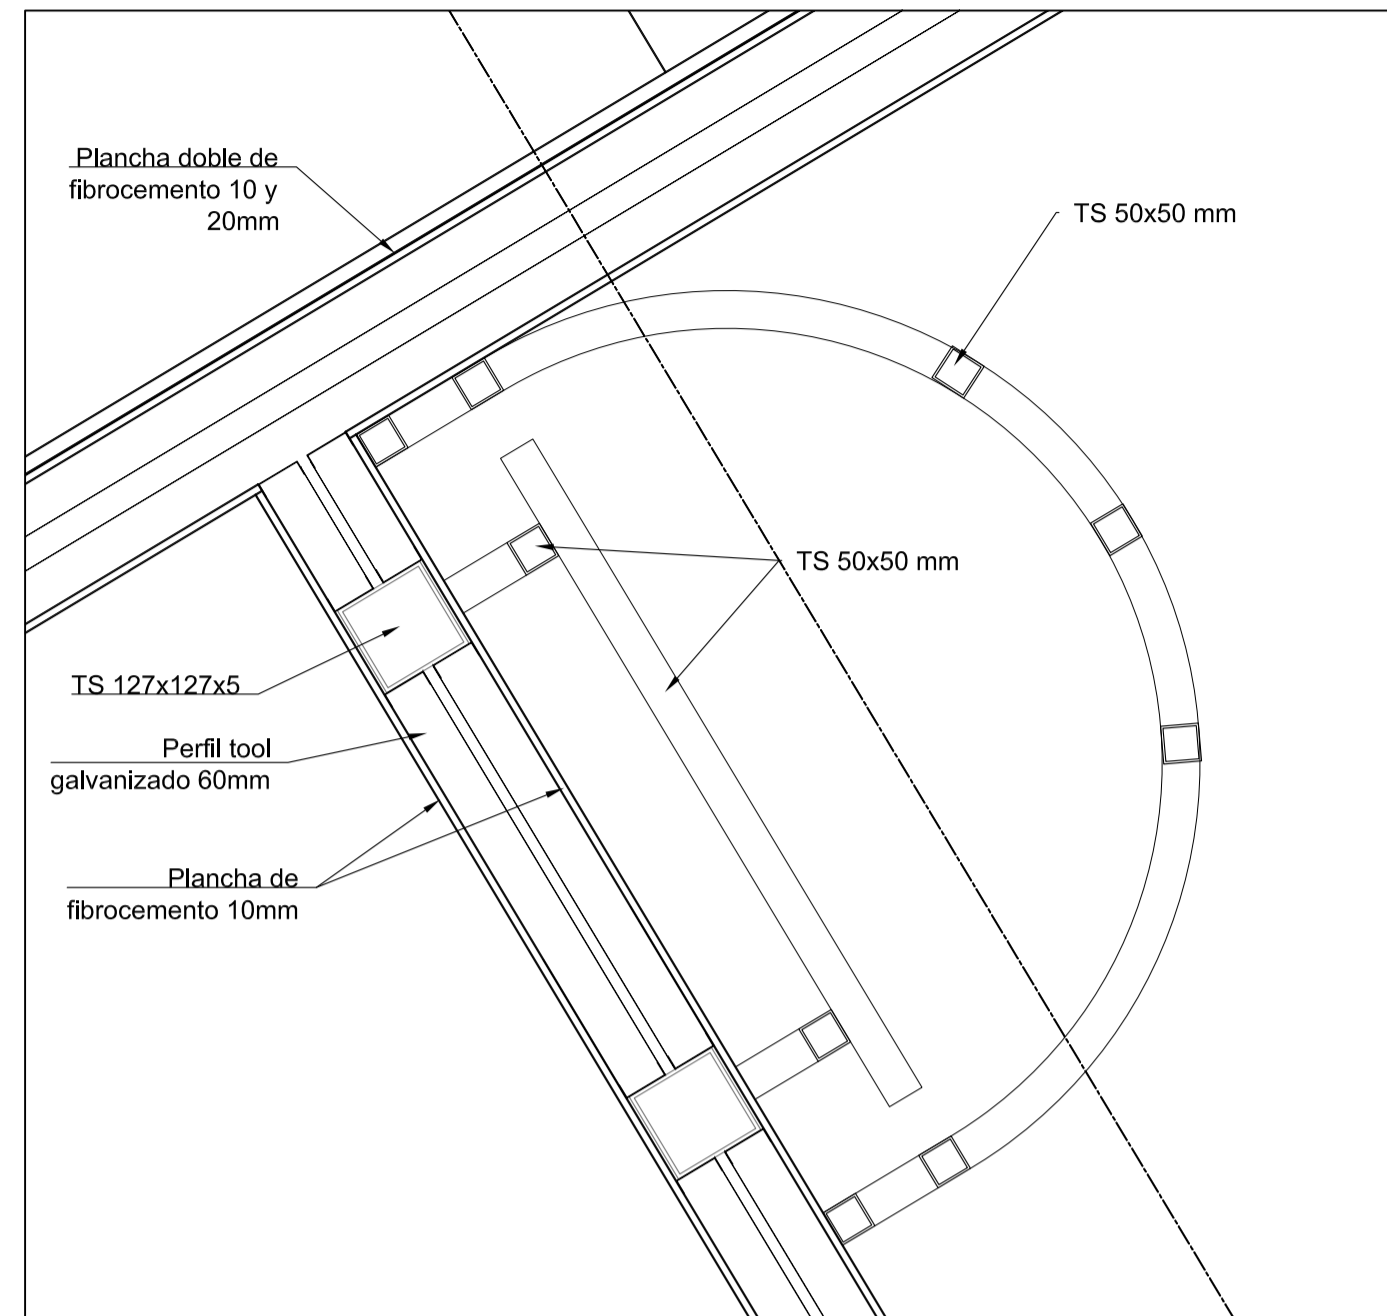 Plancha doble de
fibrocemento 10 y
20mm
TS 50x50 mm
TS 50x50 mm
TS 127x127x5
Perfil tool
galvanizado 60mm
Plancha de
fibrocemento 10mm